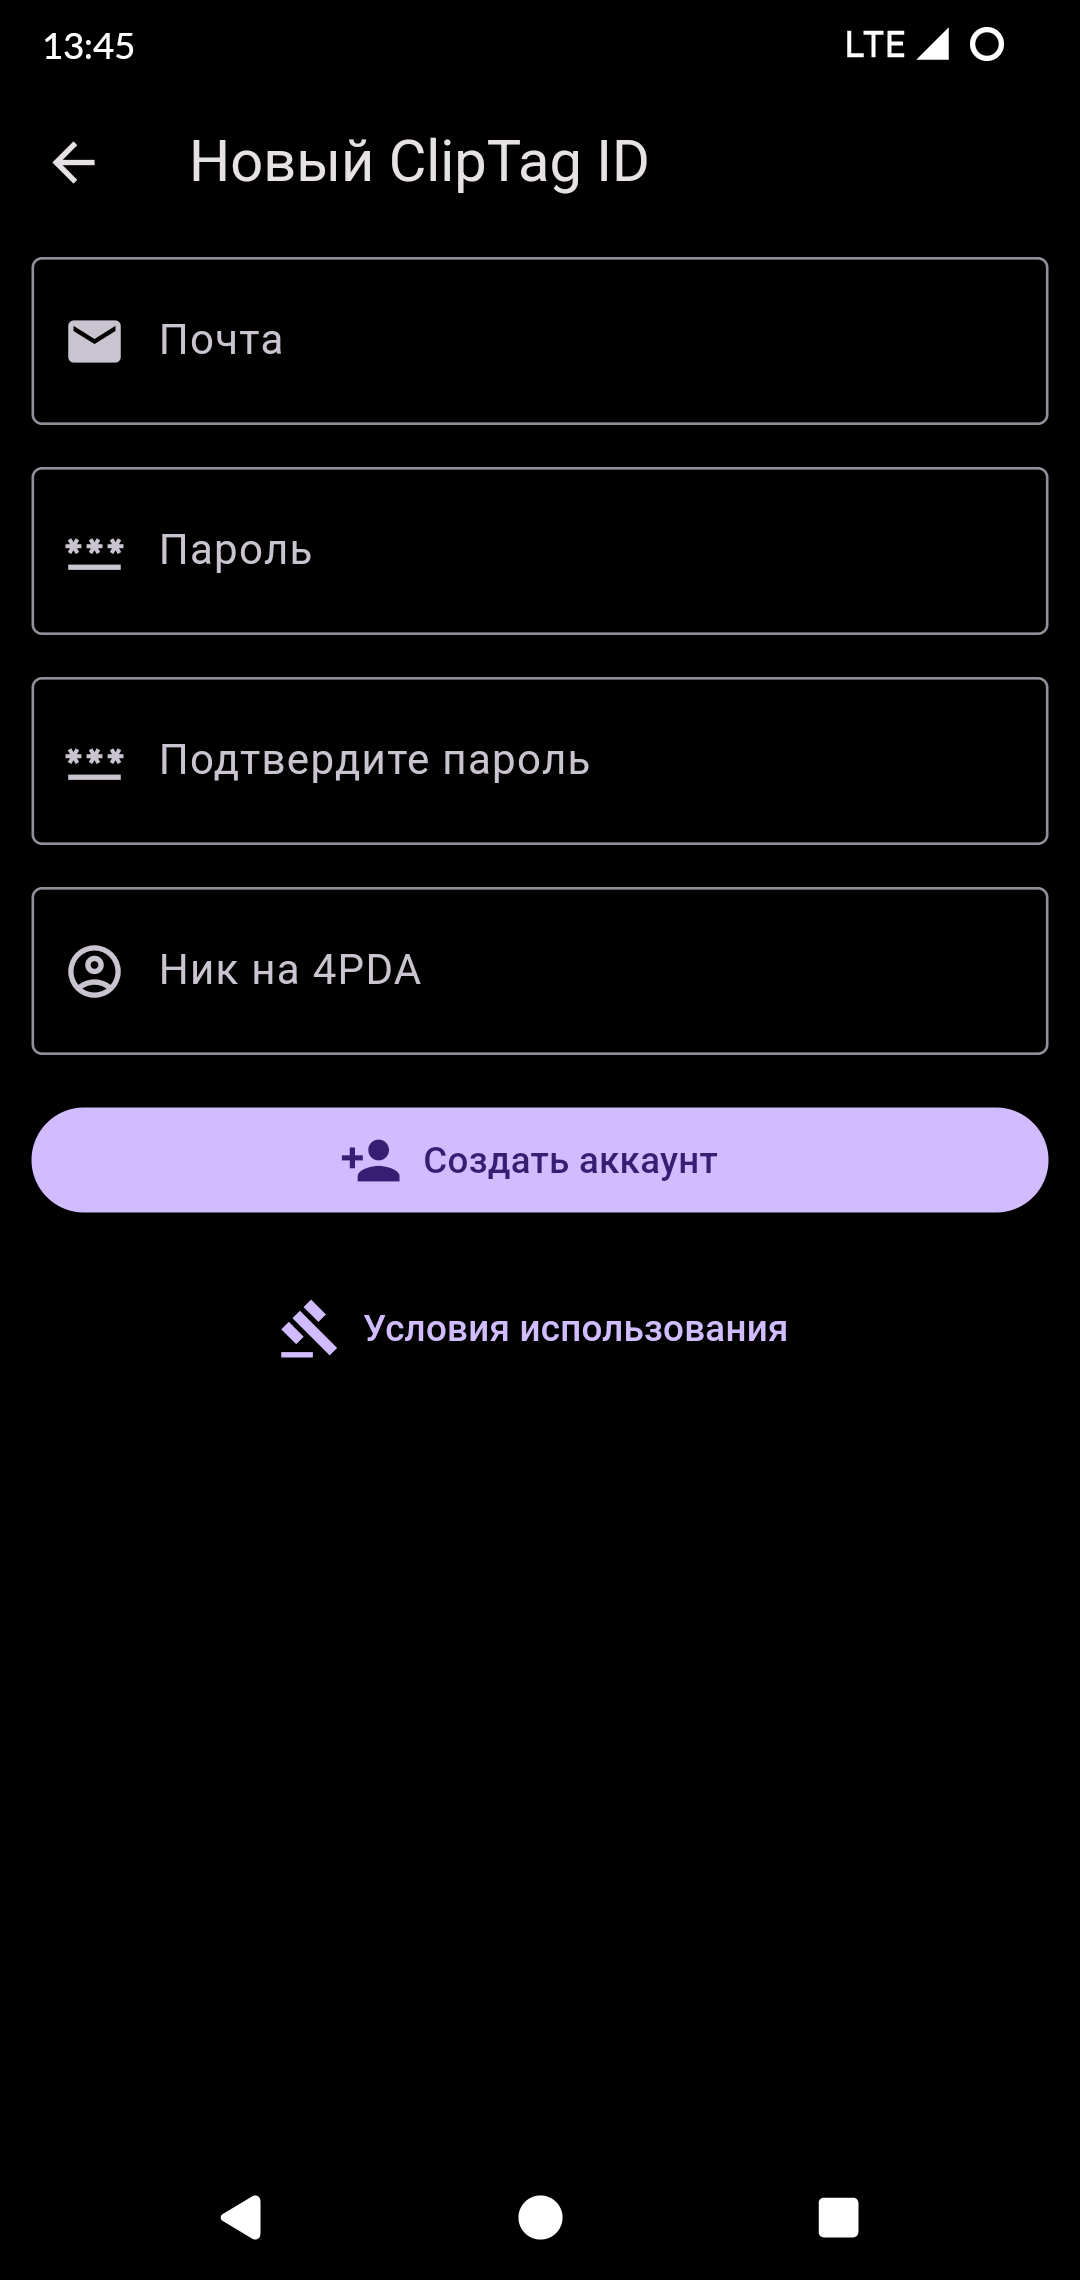 13:45
LTE
Новый ClipTag ID
Почта
Пароль
Подтвердите пароль
Ник на 4PDA
Создать аккаунт
Условия использования